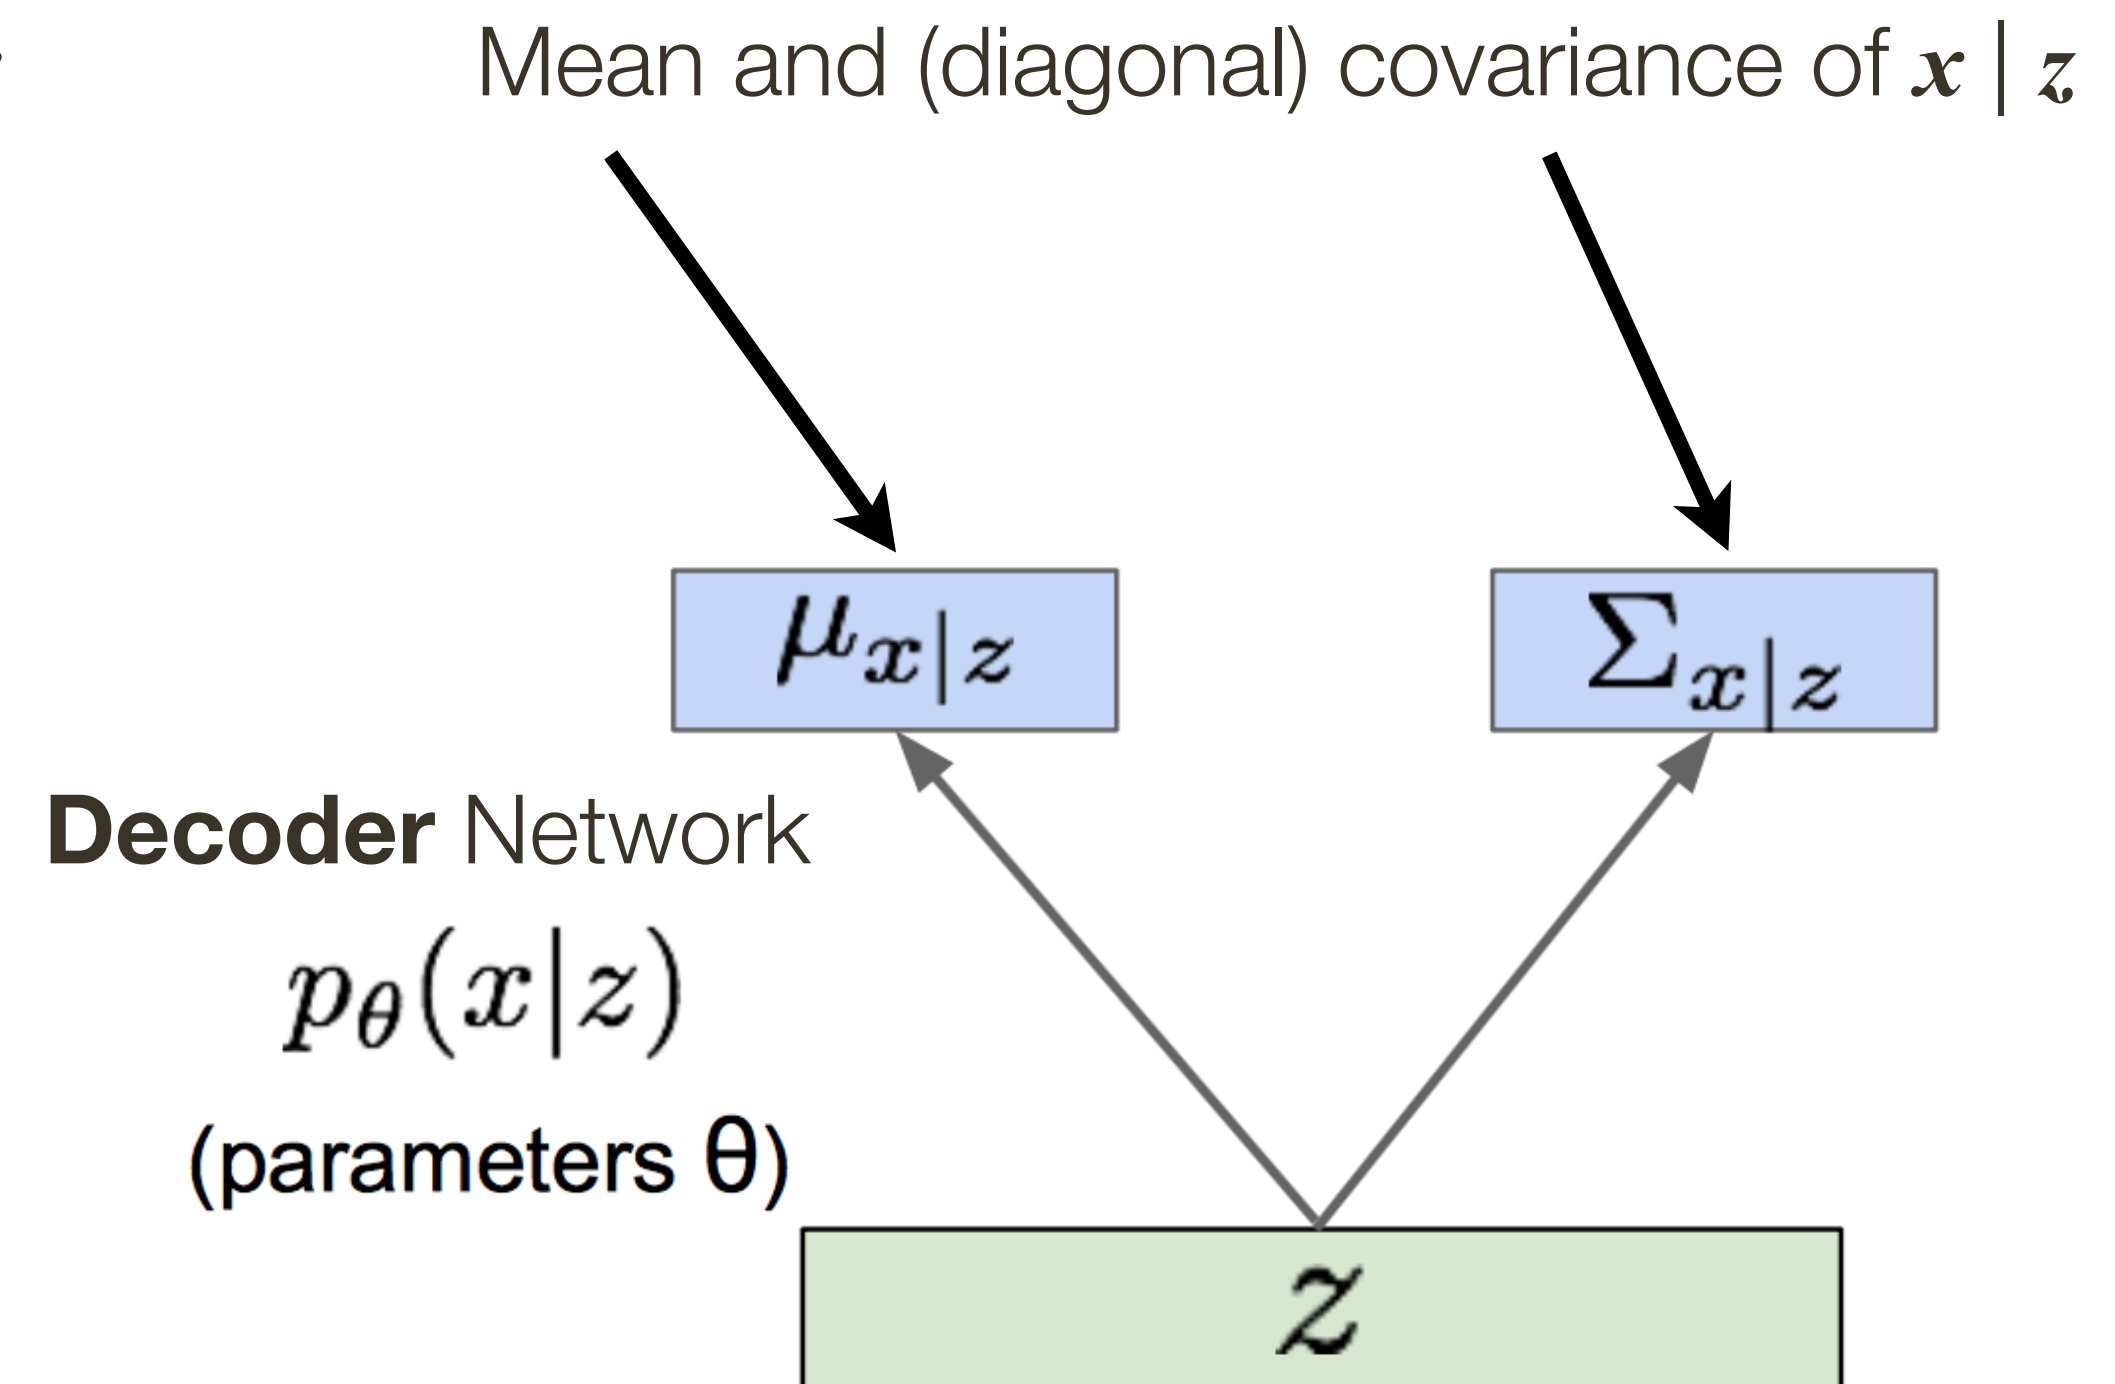 Mean and (diagonal) covariance of x | z
μx|z
Σx|z
Decoder Network
pθ(x|z)
(parameters θ)
z